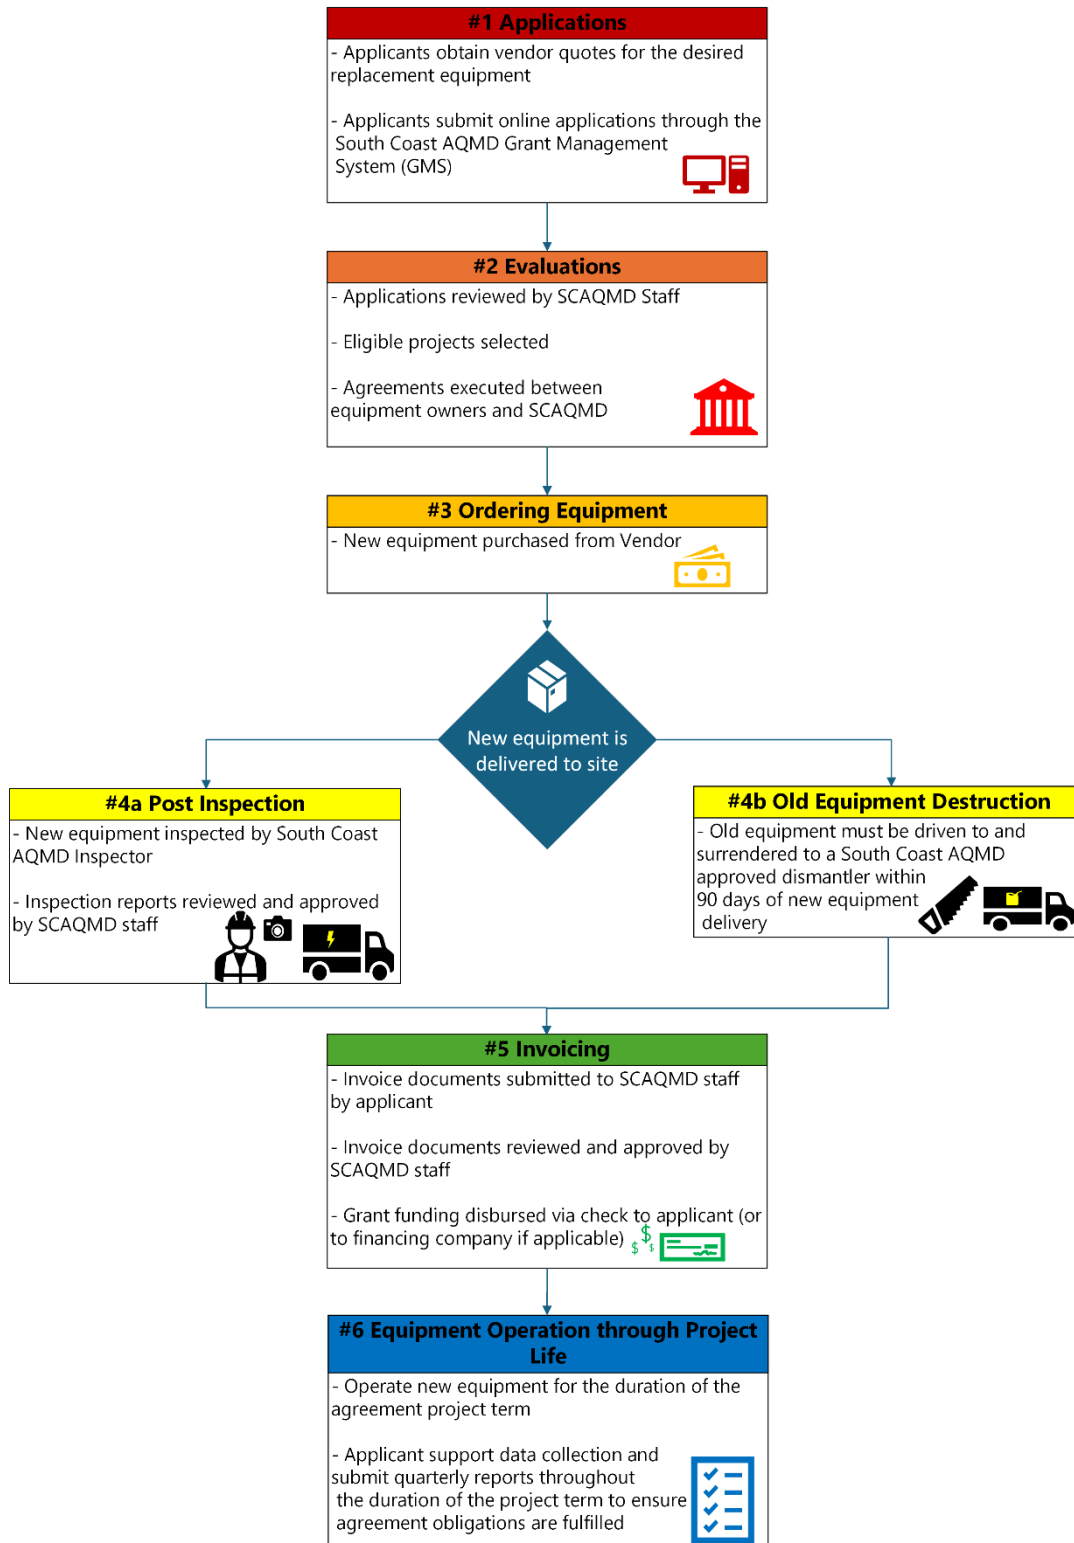 #1 Applications
- Applicants obtain vendor quotes for the desired
replacement equipment
- Applicants submit online applications through the
South Coast AQMD Grant Management
System (GMS)
#2 Evaluations
- Applications reviewed by SCAQMD Staff
- Eligible projects selected
- Agreements executed between
equipment owners and SCAQMD
#3 Ordering Equipment
- New equipment purchased from Vendor
New equipment is
delivered to site
#4a Post Inspection
- New equipment inspected by South Coast
AQMD Inspector
- Inspection reports reviewed and approved
by SCAQMD staff
#4b Old Equipment Destruction
- Old equipment must be driven to and
surrendered to a South Coast AQMD
approved dismantler within
90 days of new equipment
delivery
#5 Invoicing
- Invoice documents submitted to SCAQMD staff
by applicant
- Invoice documents reviewed and approved by
SCAQMD staff
- Grant funding disbursed via check to applicant (or
to financing company if applicable)
$
$ $
#6 Equipment Operation through Project
Life
- Operate new equipment for the duration of the
agreement project term
- Applicant support data collection and
submit quarterly reports throughout
the duration of the project term to ensure
agreement obligations are fulfilled